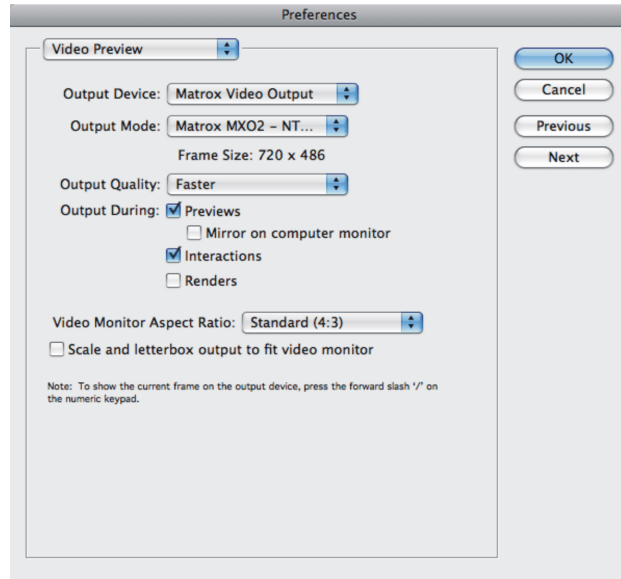 Preferences
Video Preview
OK
Output Device: Matrox Video Output
Cancel
Output Mode: Matrox MXO2 – NT...
Previous
Frame Size: 720 x 486
Next
Output Quality: Faster
Output During: Previews
Mirror on computer monitor
Interactions
Renders
Video Monitor Aspect Ratio: Standard (4:3)
Scale and letterbox output to fit video monitor
Note: To show the current frame on the output device, press the forward slash '/' on
the numeric keypad.